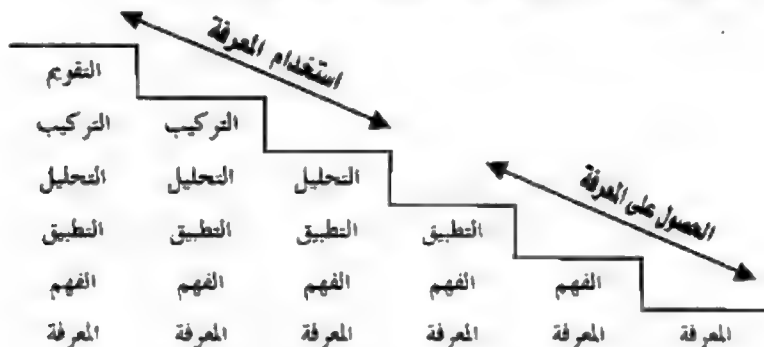 استخدام المعرفة
الحصول على المعرفة
التقويم
التركيب التركيب
التحليل التحليل التحليل
التطبيق التطبيق التطبيق التطبيق
الفهم الفهم الفهم الفهم الفهم
المعرفة المعرفة المعرفة المعرفة المعرفة المعرفة